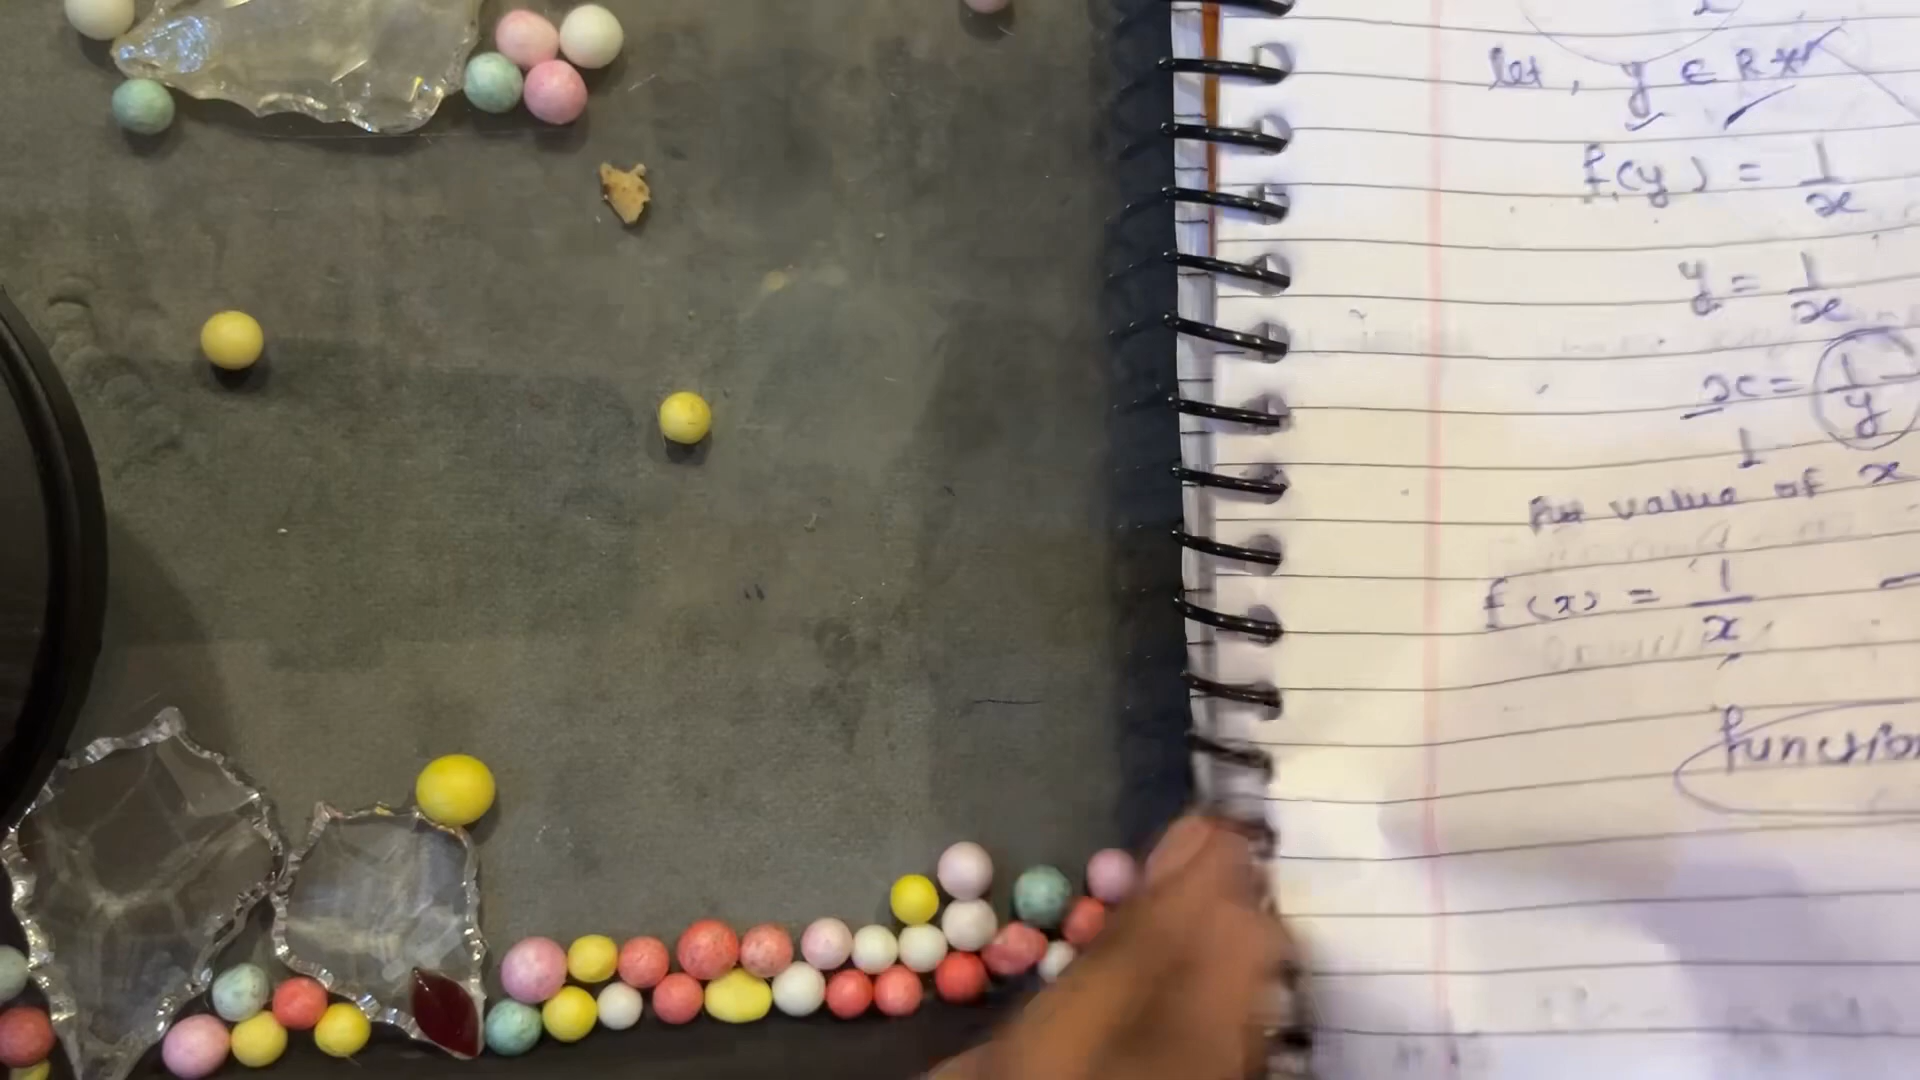 let, y ∈ R*
f(y) = 1/x
y = 1/x
x = 1/y
value of x
f(x) = 1/x
function